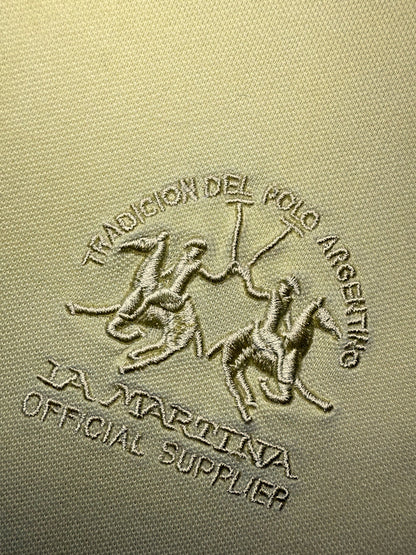 TRADICION DEL POLO ARGENTINO
LA MARTINA
OFFICIAL SUPPLIER